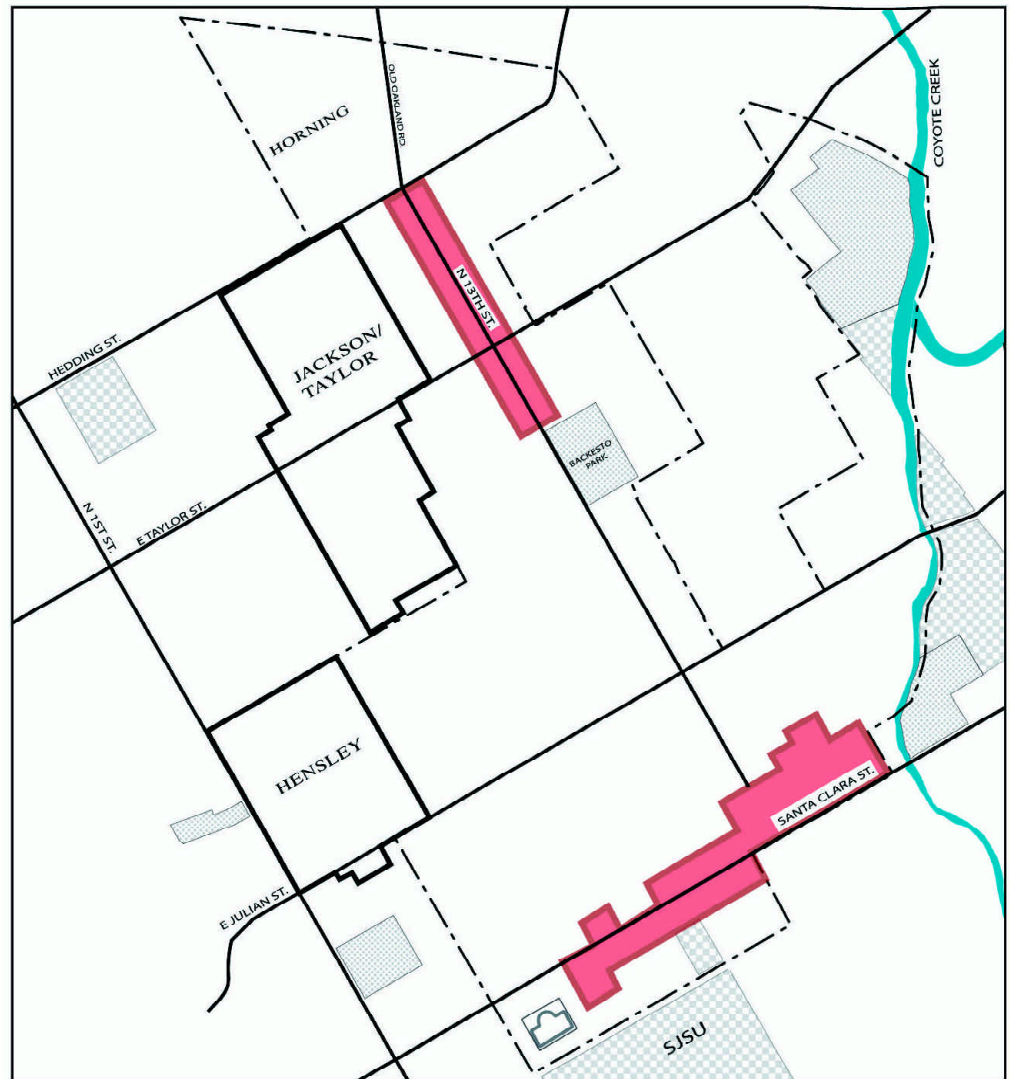 OLD OAKLAND RD.
COYOTE CREEK
HORNING
N 13TH ST.
HEDDING ST.
JACKSON/
TAYLOR
BACKESTO
PARK
N 1ST ST.
E TAYLOR ST.
HENSLEY
SANTA CLARA ST.
E JULIAN ST.
SJSU